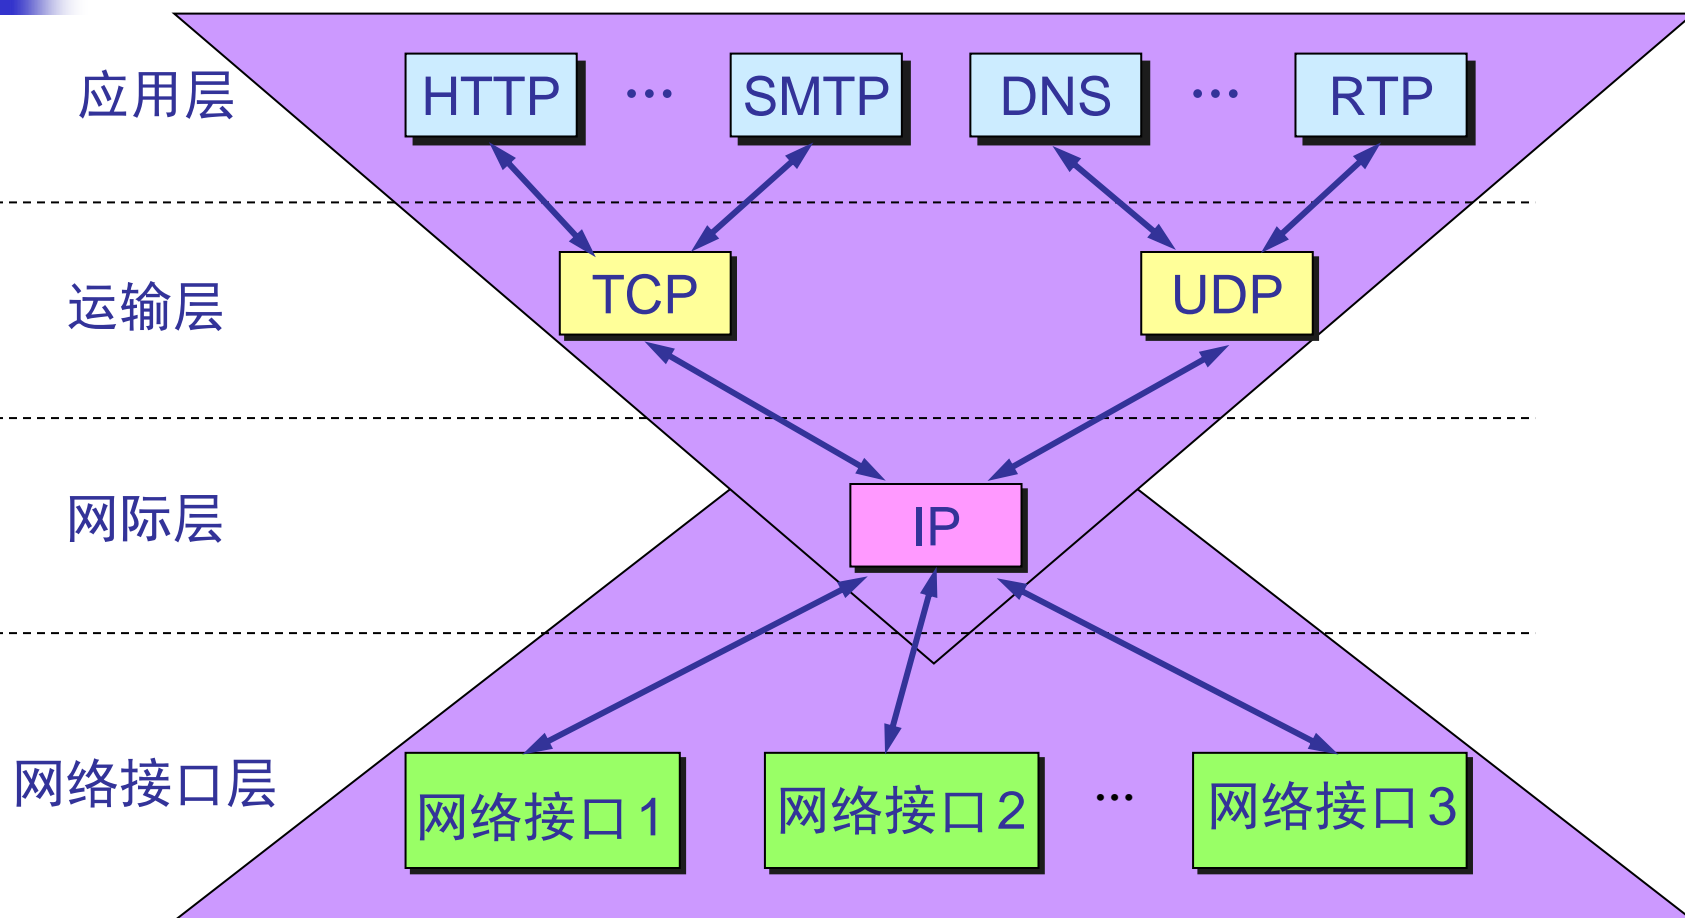 应用层
HTTP … SMTP DNS … RTP
运输层
TCP UDP
网际层
IP
网络接口层
网络接口1 网络接口2 … 网络接口3